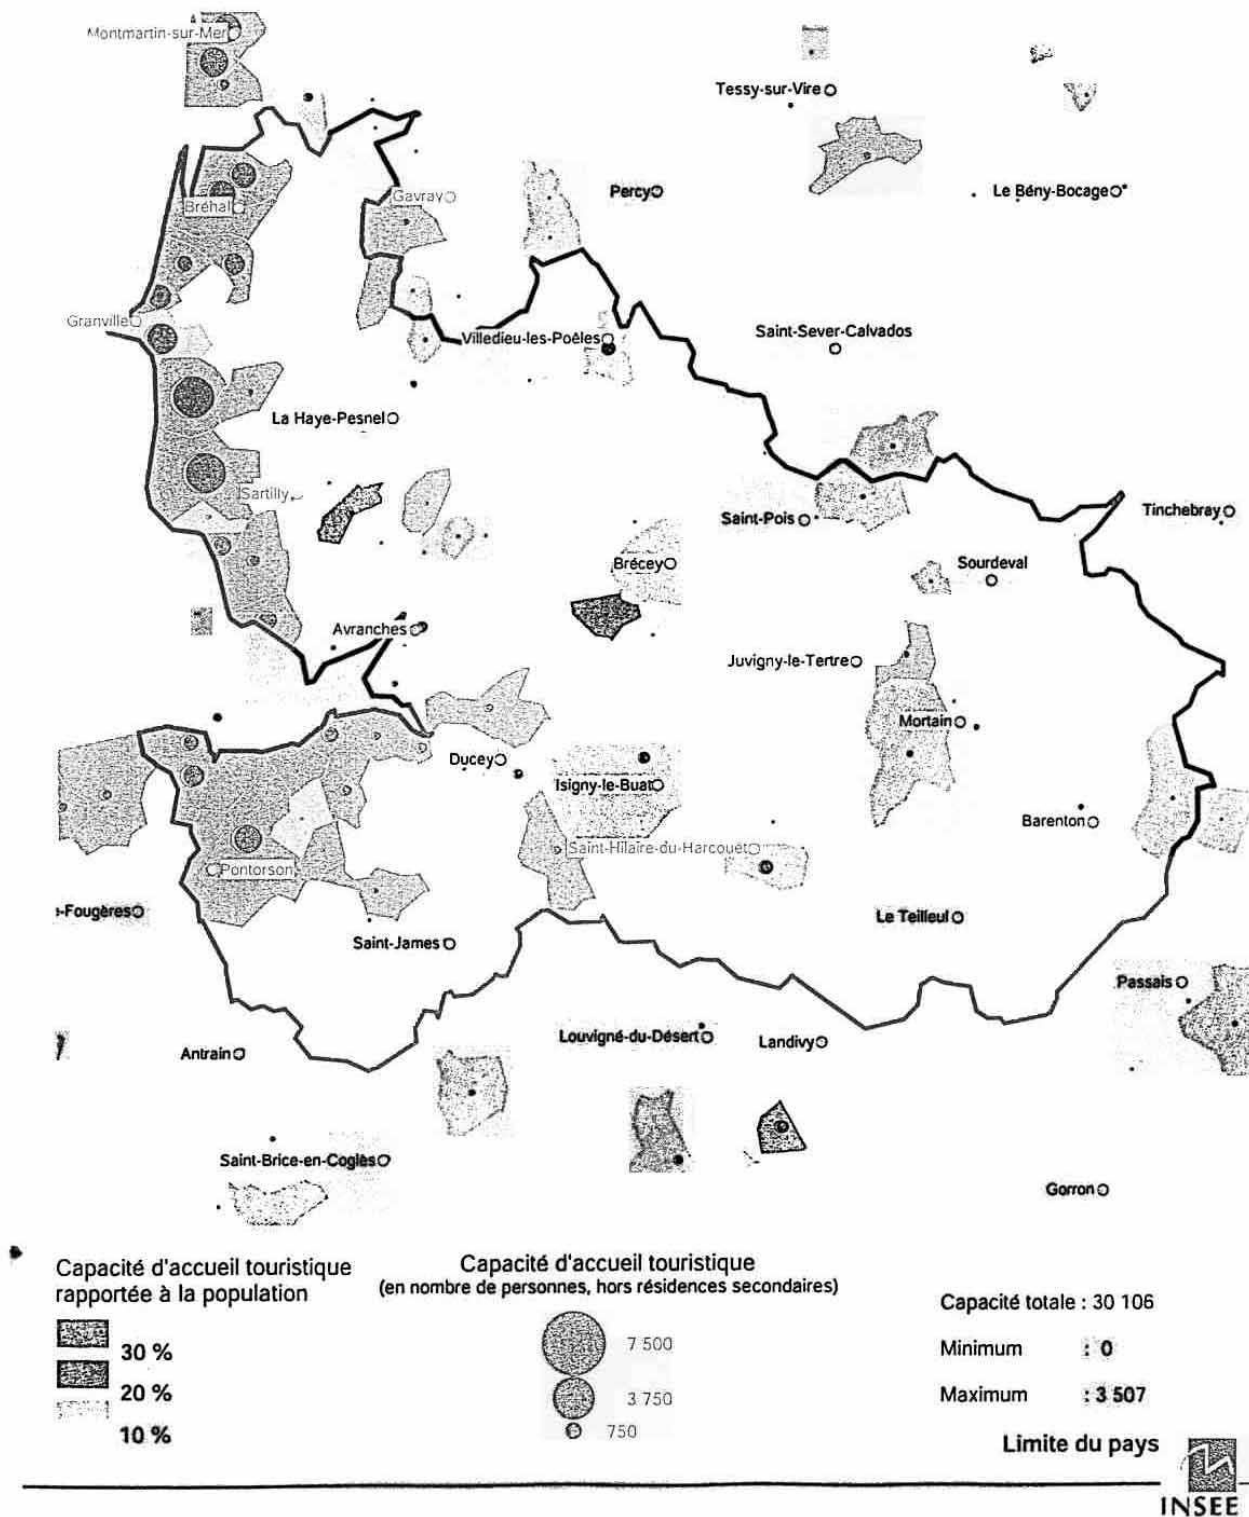 Montmartin-sur-Mer
Tessy-sur-Vire
Bréhal
Gavray
Percy
Le Bény-Bocage
Granville
Villedieu-les-Poêles
Saint-Sever-Calvados
La Haye-Pesnel
Sartilly
Saint-Pois
Tinchebray
Brécey
Sourdeval
Avranches
Juvigny-le-Tertre
Mortain
Ducey
Isigny-le-Buat
Barenton
Saint-Hilaire-du-Harcouët
Pontorson
-Fougères
Le Teilleul
Saint-James
Passais
Antrain
Louvigné-du-Désert
Landivy
Saint-Brice-en-Coglès
Gorron
Capacité d'accueil touristique
rapportée à la population
30 %
20 %
10 %
Capacité d'accueil touristique
(en nombre de personnes, hors résidences secondaires)
7 500
3 750
750
Capacité totale : 30 106
Minimum : 0
Maximum : 3 507
Limite du pays
INSEE